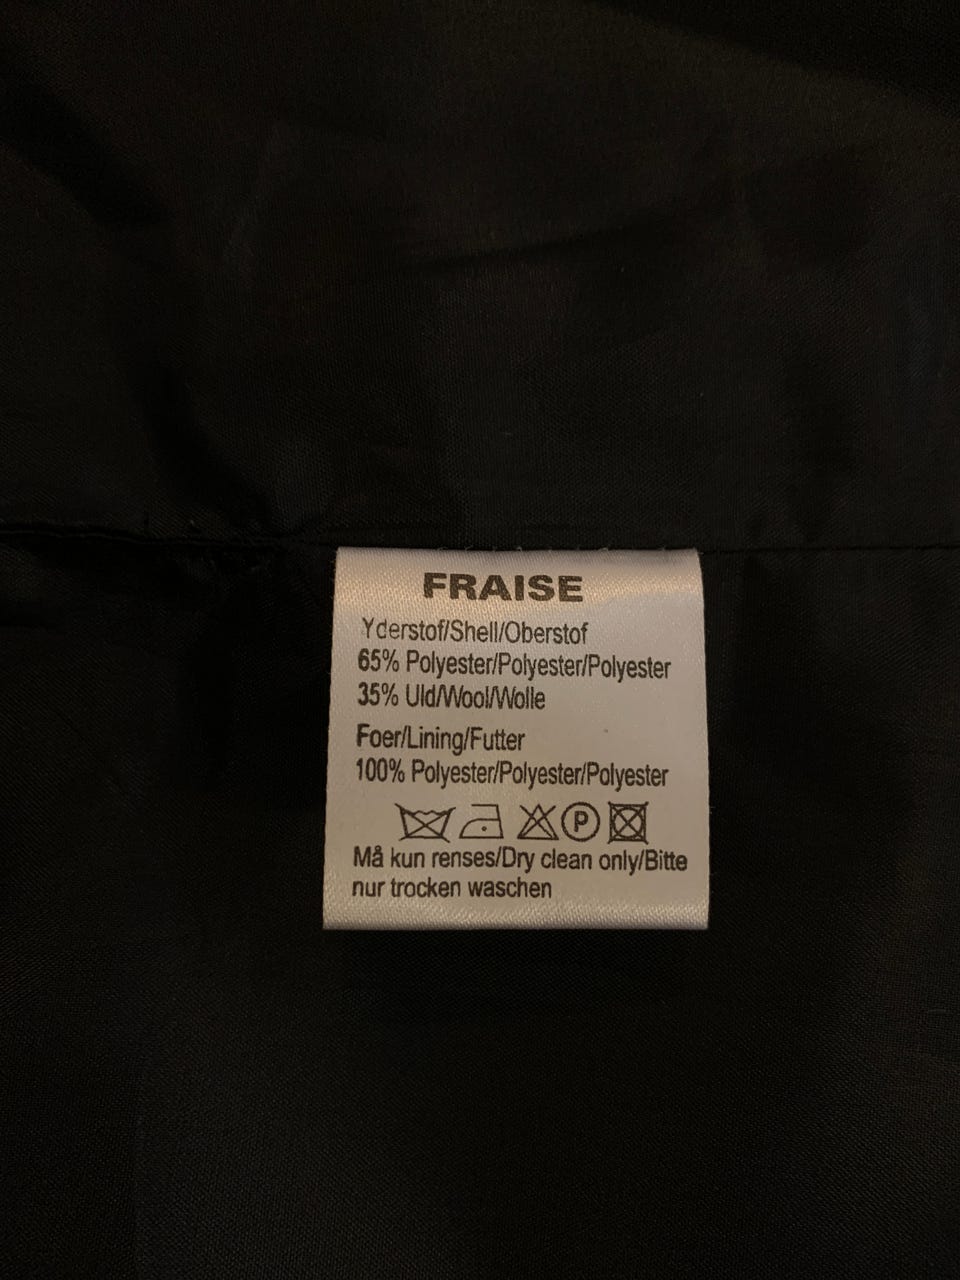 FRAISE
Yderstof/Shell/Oberstof
65% Polyester/Polyester/Polyester
35% Uld/Wool/Wolle
Foer/Lining/Futter
100% Polyester/Polyester/Polyester
P
Må kun renses/Dry clean only/Bitte
nur trocken waschen